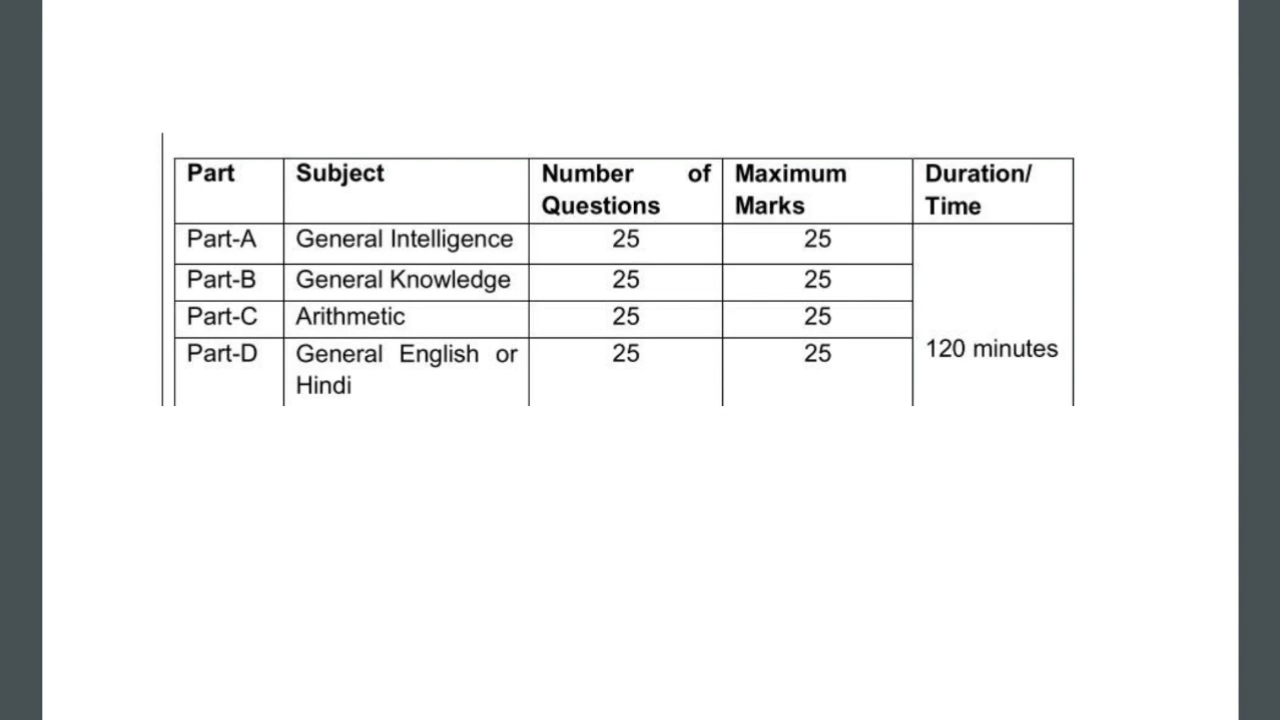 Part Subject Number of Maximum Duration/
Questions Marks Time
Part-A General Intelligence 25 25
Part-B General Knowledge 25 25
Part-C Arithmetic 25 25
Part-D General English or 25 25 120 minutes
Hindi